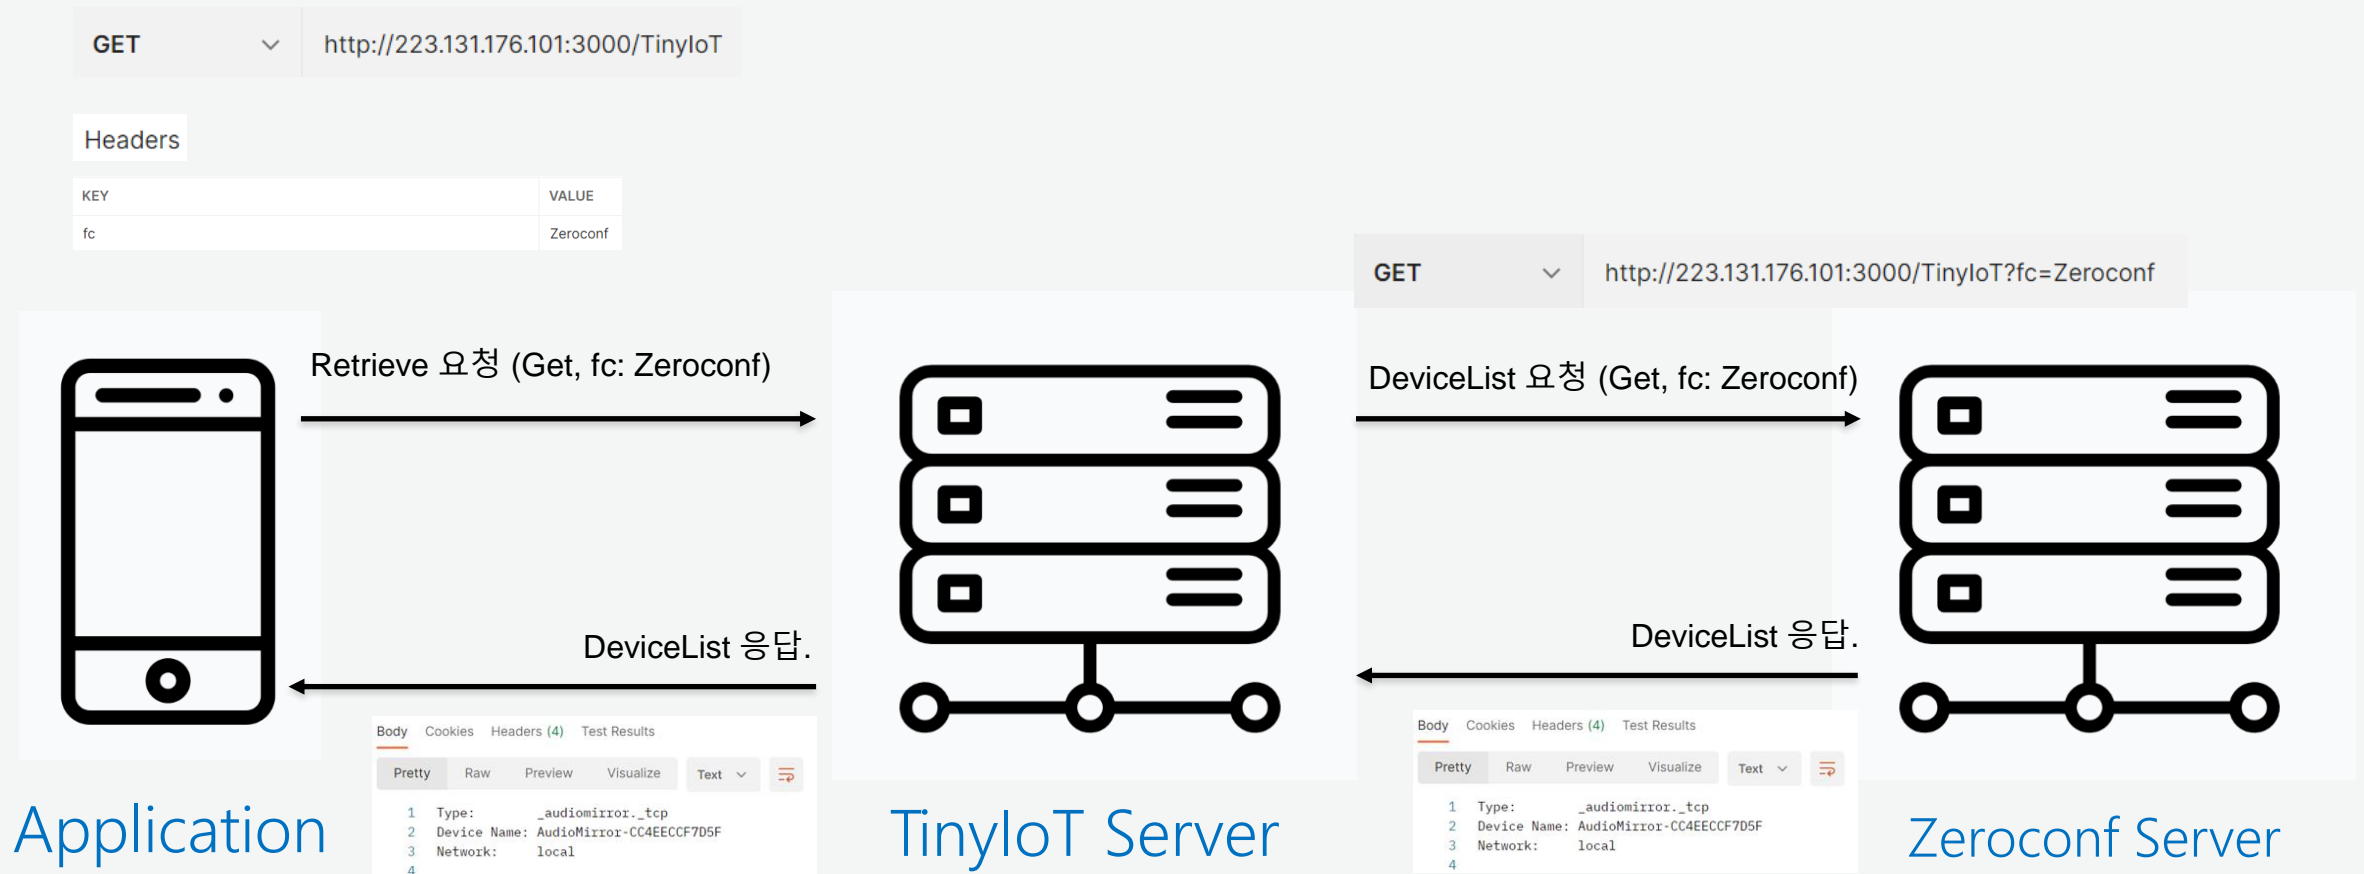 GET http://223.131.176.101:3000/TinyIoT
Headers
KEY VALUE
fc Zeroconf
GET http://223.131.176.101:3000/TinyIoT?fc=Zeroconf
Retrieve 요청 (Get, fc: Zeroconf)
DeviceList 요청 (Get, fc: Zeroconf)
DeviceList 응답.
DeviceList 응답.
Body Cookies Headers (4) Test Results
Pretty Raw Preview Visualize Text
1 Type: _audiomirror._tcp
2 Device Name: AudioMirror-CC4EECCF7D5F
3 Network: local
4
Body Cookies Headers (4) Test Results
Pretty Raw Preview Visualize Text
1 Type: _audiomirror._tcp
2 Device Name: AudioMirror-CC4EECCF7D5F
3 Network: local
4
Application
TinyIoT Server
Zeroconf Server